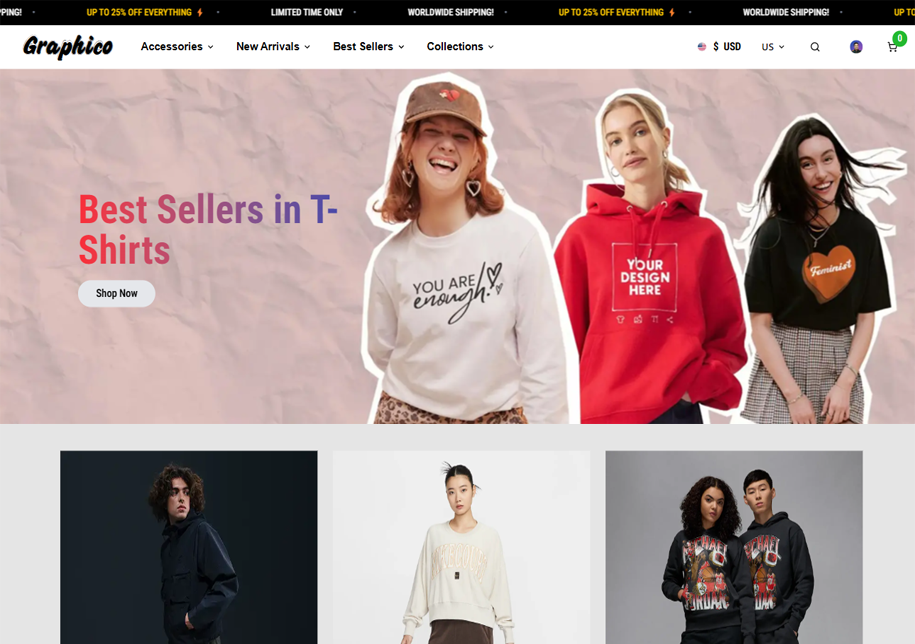 PPING! - UP TO 25% OFF EVERYTHING ⚡ - LIMITED TIME ONLY - WORLDWIDE SHIPPING! - UP TO 25% OFF EVERYTHING ⚡ - WORLDWIDE SHIPPING! - UP TO
Graphico Accessories New Arrivals Best Sellers Collections $ USD US 0
Best Sellers in T-
Shirts
Shop Now
YOU ARE
enough!
YOUR
DESIGN
HERE
Feminist